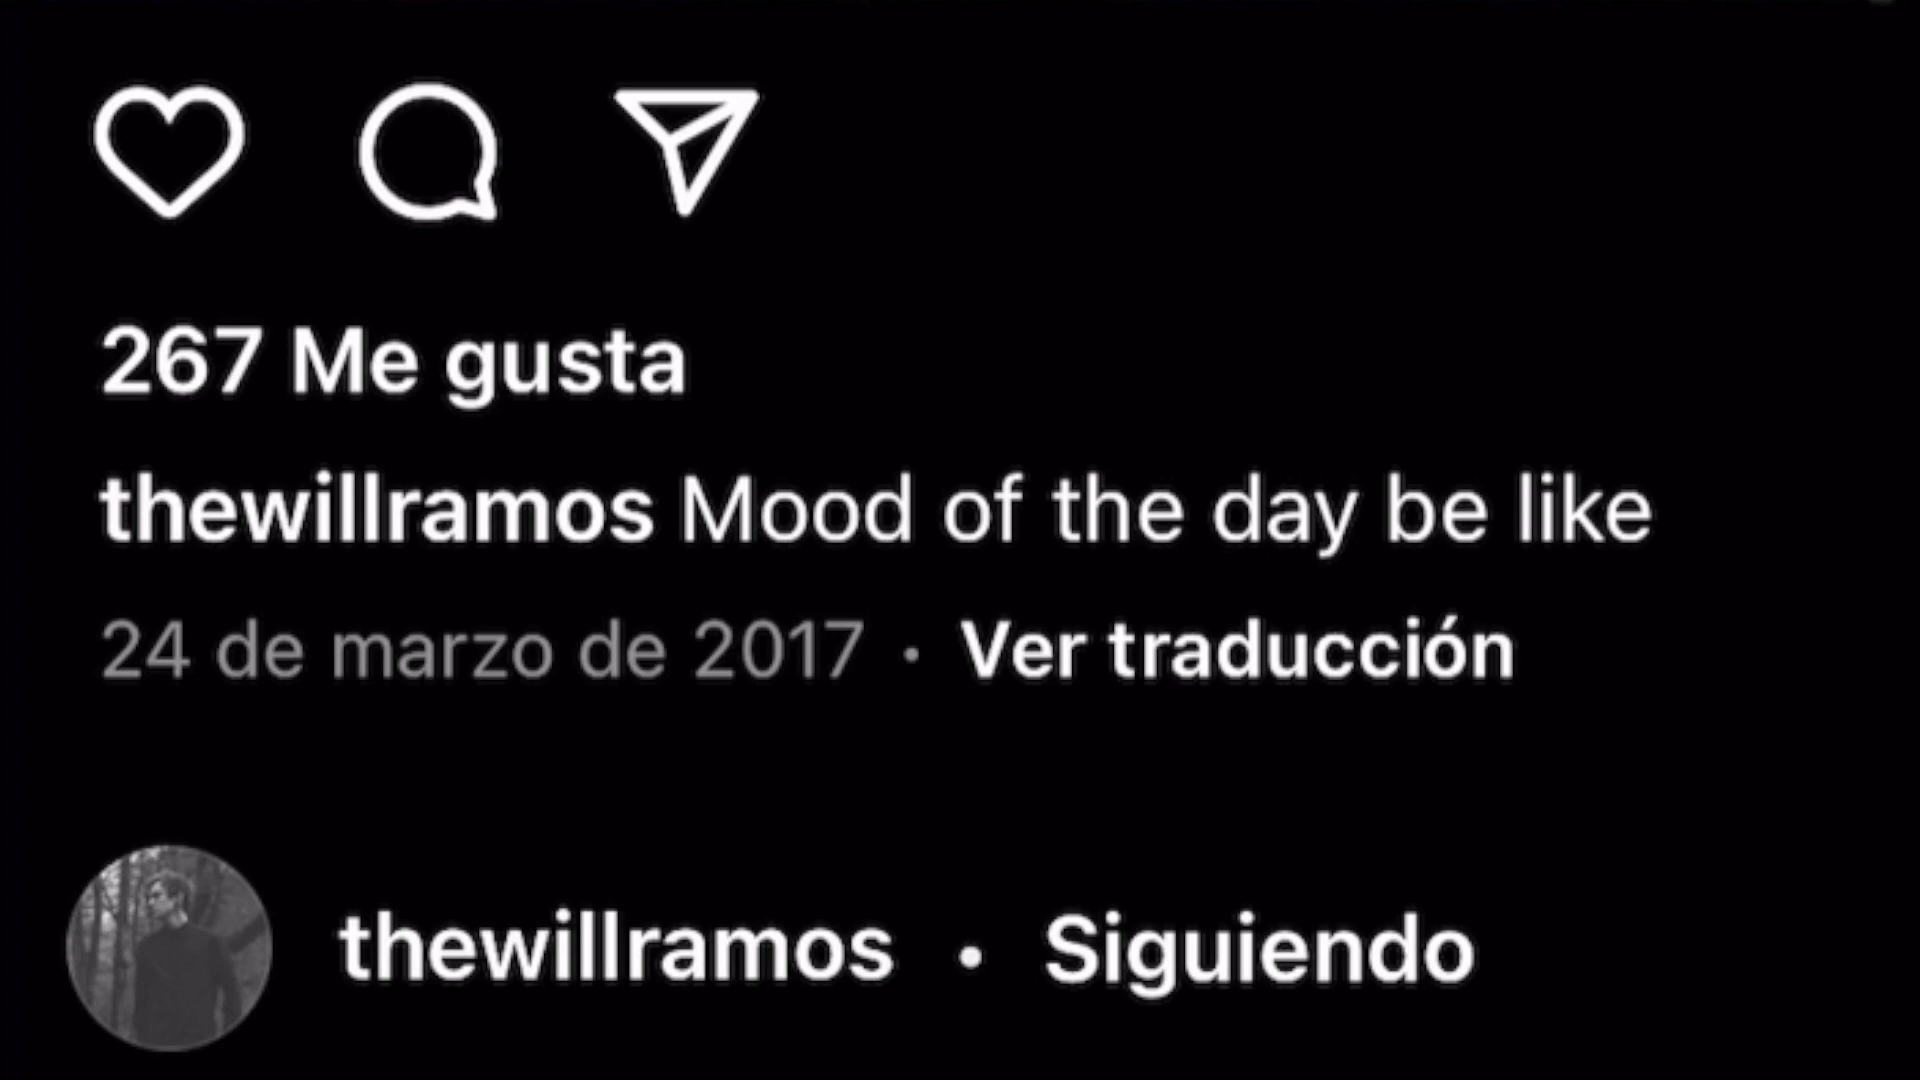 267 Me gusta
thewillramos Mood of the day be like
24 de marzo de 2017 · Ver traducción
thewillramos · Siguiendo